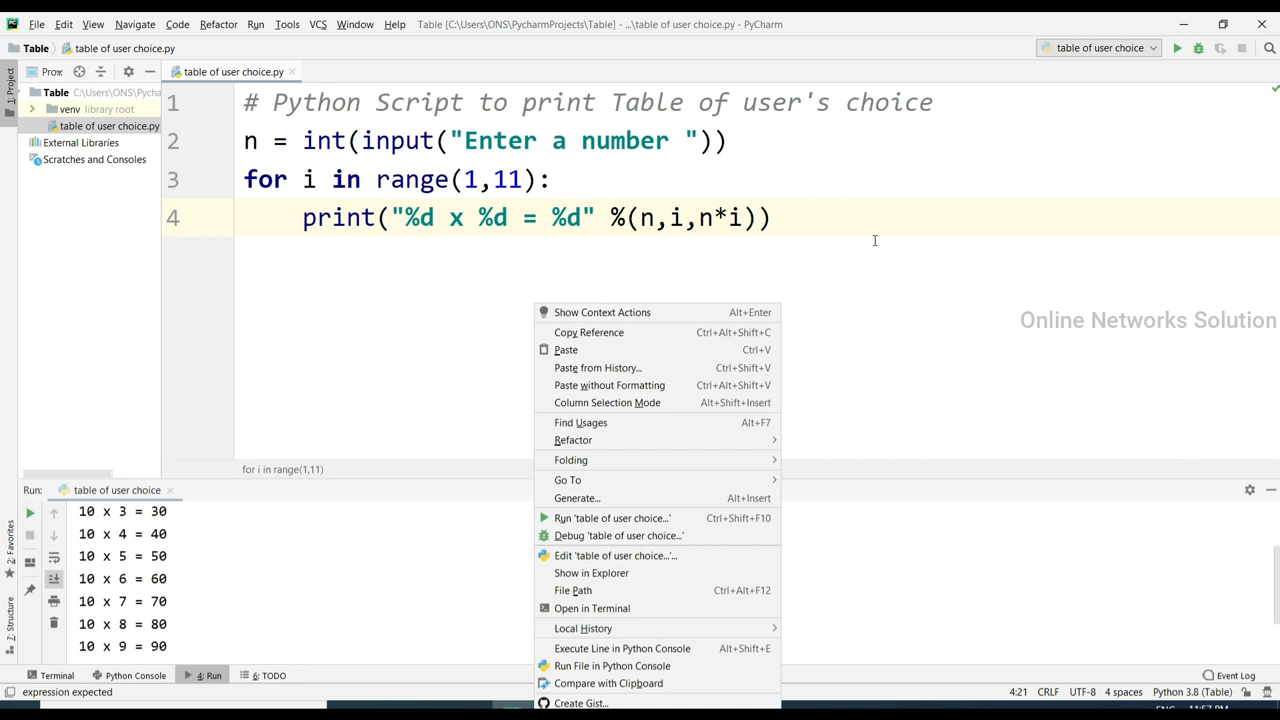 File Edit View Navigate Code Refactor Run Tools VCS Window Help Table [C:\Users\ONS\PycharmProjects\Table] - ...\table of user choice.py - PyCharm
Table table of user choice.py
table of user choice
1: Project
Proj
table of user choice.py
Table C:\Users\ONS\Pycha
venv library root
table of user choice.py
External Libraries
Scratches and Consoles
1 # Python Script to print Table of user's choice
2 n = int(input("Enter a number "))
3 for i in range(1,11):
4 print("%d x %d = %d" %(n,i,n*i))
Online Networks Solution
Show Context Actions Alt+Enter
Copy Reference Ctrl+Alt+Shift+C
Paste Ctrl+V
Paste from History... Ctrl+Shift+V
Paste without Formatting Ctrl+Alt+Shift+V
Column Selection Mode Alt+Shift+Insert
Find Usages Alt+F7
Refactor
Folding
Go To
Generate... Alt+Insert
Run 'table of user choice...' Ctrl+Shift+F10
Debug 'table of user choice...'
Edit 'table of user choice...'...
Show in Explorer
File Path Ctrl+Alt+F12
Open in Terminal
Local History
Execute Line in Python Console Alt+Shift+E
Run File in Python Console
Compare with Clipboard
Create Gist...
for i in range(1,11)
Run: table of user choice
10 x 3 = 30
10 x 4 = 40
10 x 5 = 50
10 x 6 = 60
10 x 7 = 70
10 x 8 = 80
10 x 9 = 90
2: Favorites
7: Structure
Terminal Python Console 4: Run 6: TODO Event Log
expression expected 4:21 CRLF UTF-8 4 spaces Python 3.8 (Table)